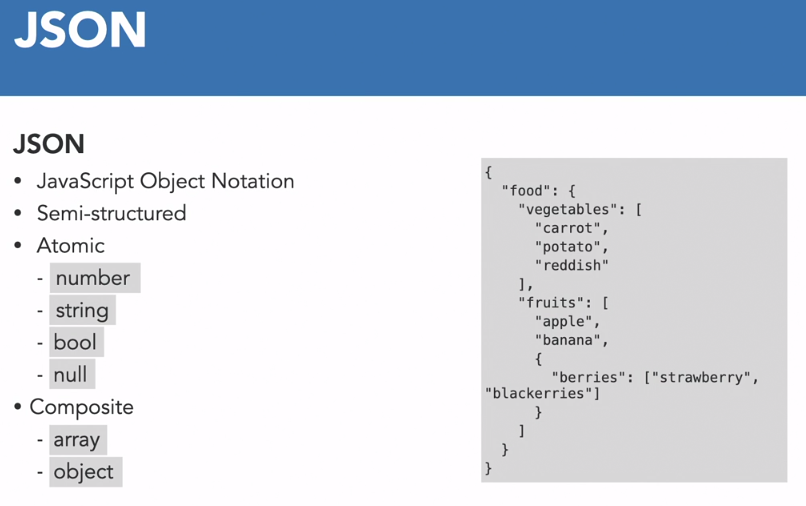 JSON
JSON
• JavaScript Object Notation
• Semi-structured
• Atomic
- number
- string
- bool
- null
• Composite
- array
- object
{
  "food": {
    "vegetables": [
      "carrot",
      "potato",
      "reddish"
    ],
    "fruits": [
      "apple",
      "banana",
      {
        "berries": ["strawberry",
"blackerries"]
      }
    ]
  }
}